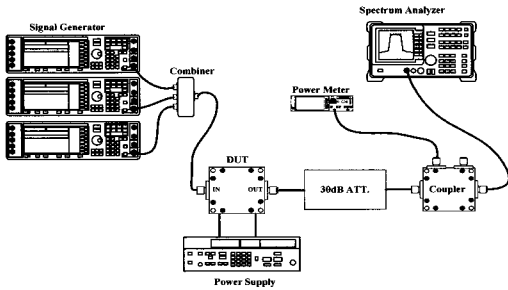 Spectrum Analyzer
Signal Generator
Combiner
Power Meter
DUT
IN
OUT
30dB ATT.
Coupler
Power Supply